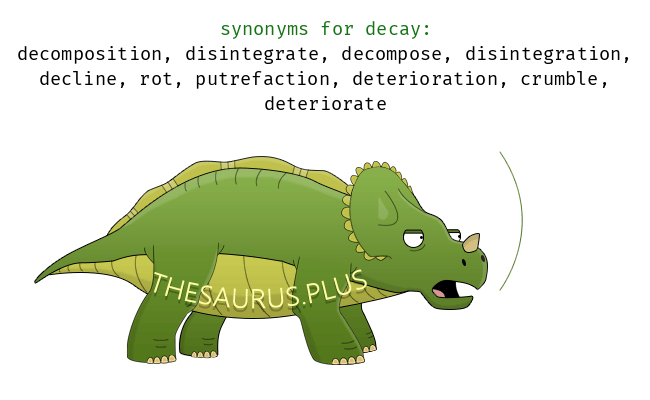 synonyms for decay:
decomposition, disintegrate, decompose, disintegration,
decline, rot, putrefaction, deterioration, crumble,
deteriorate
THESAURUS.PLUS